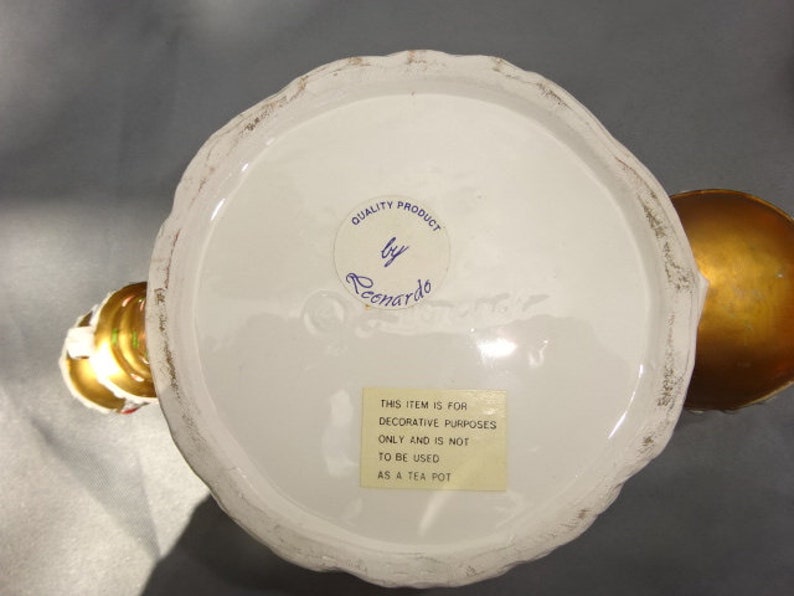 QUALITY PRODUCT
by
Leonardo
THIS ITEM IS FOR
DECORATIVE PURPOSES
ONLY AND IS NOT
TO BE USED
AS A TEA POT